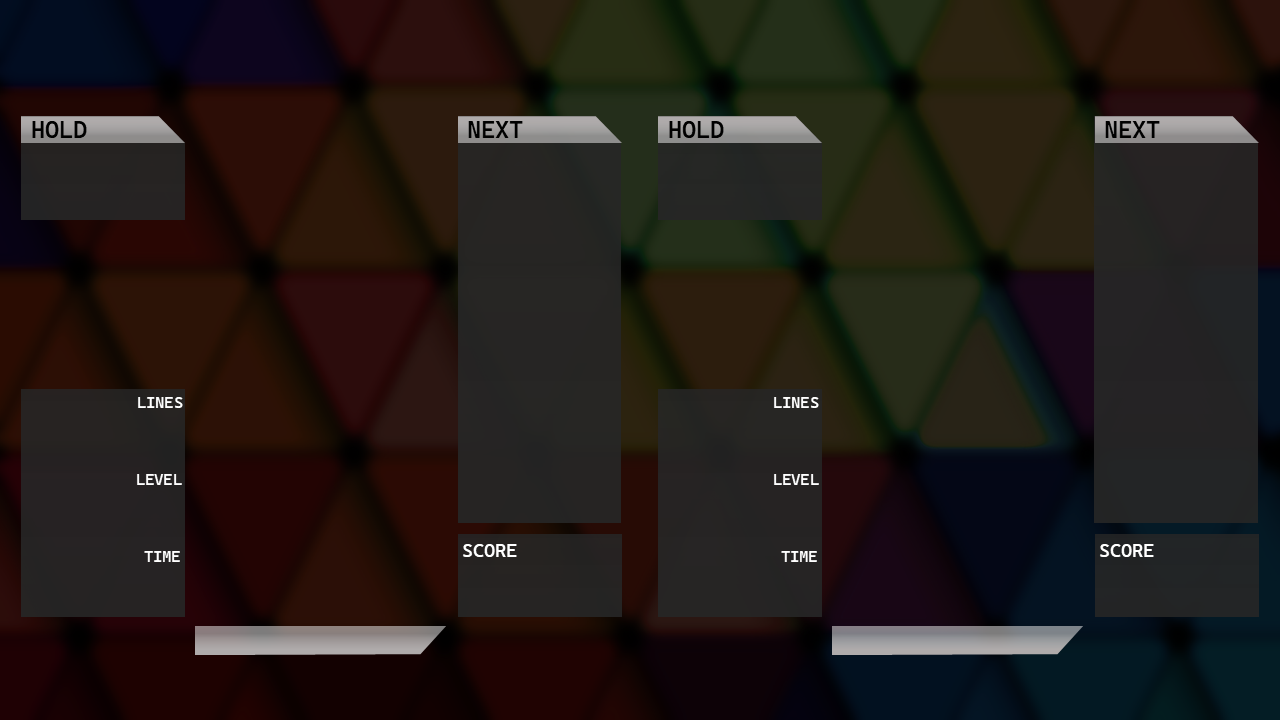 HOLD
NEXT
LINES
LEVEL
TIME
SCORE
HOLD
NEXT
LINES
LEVEL
TIME
SCORE